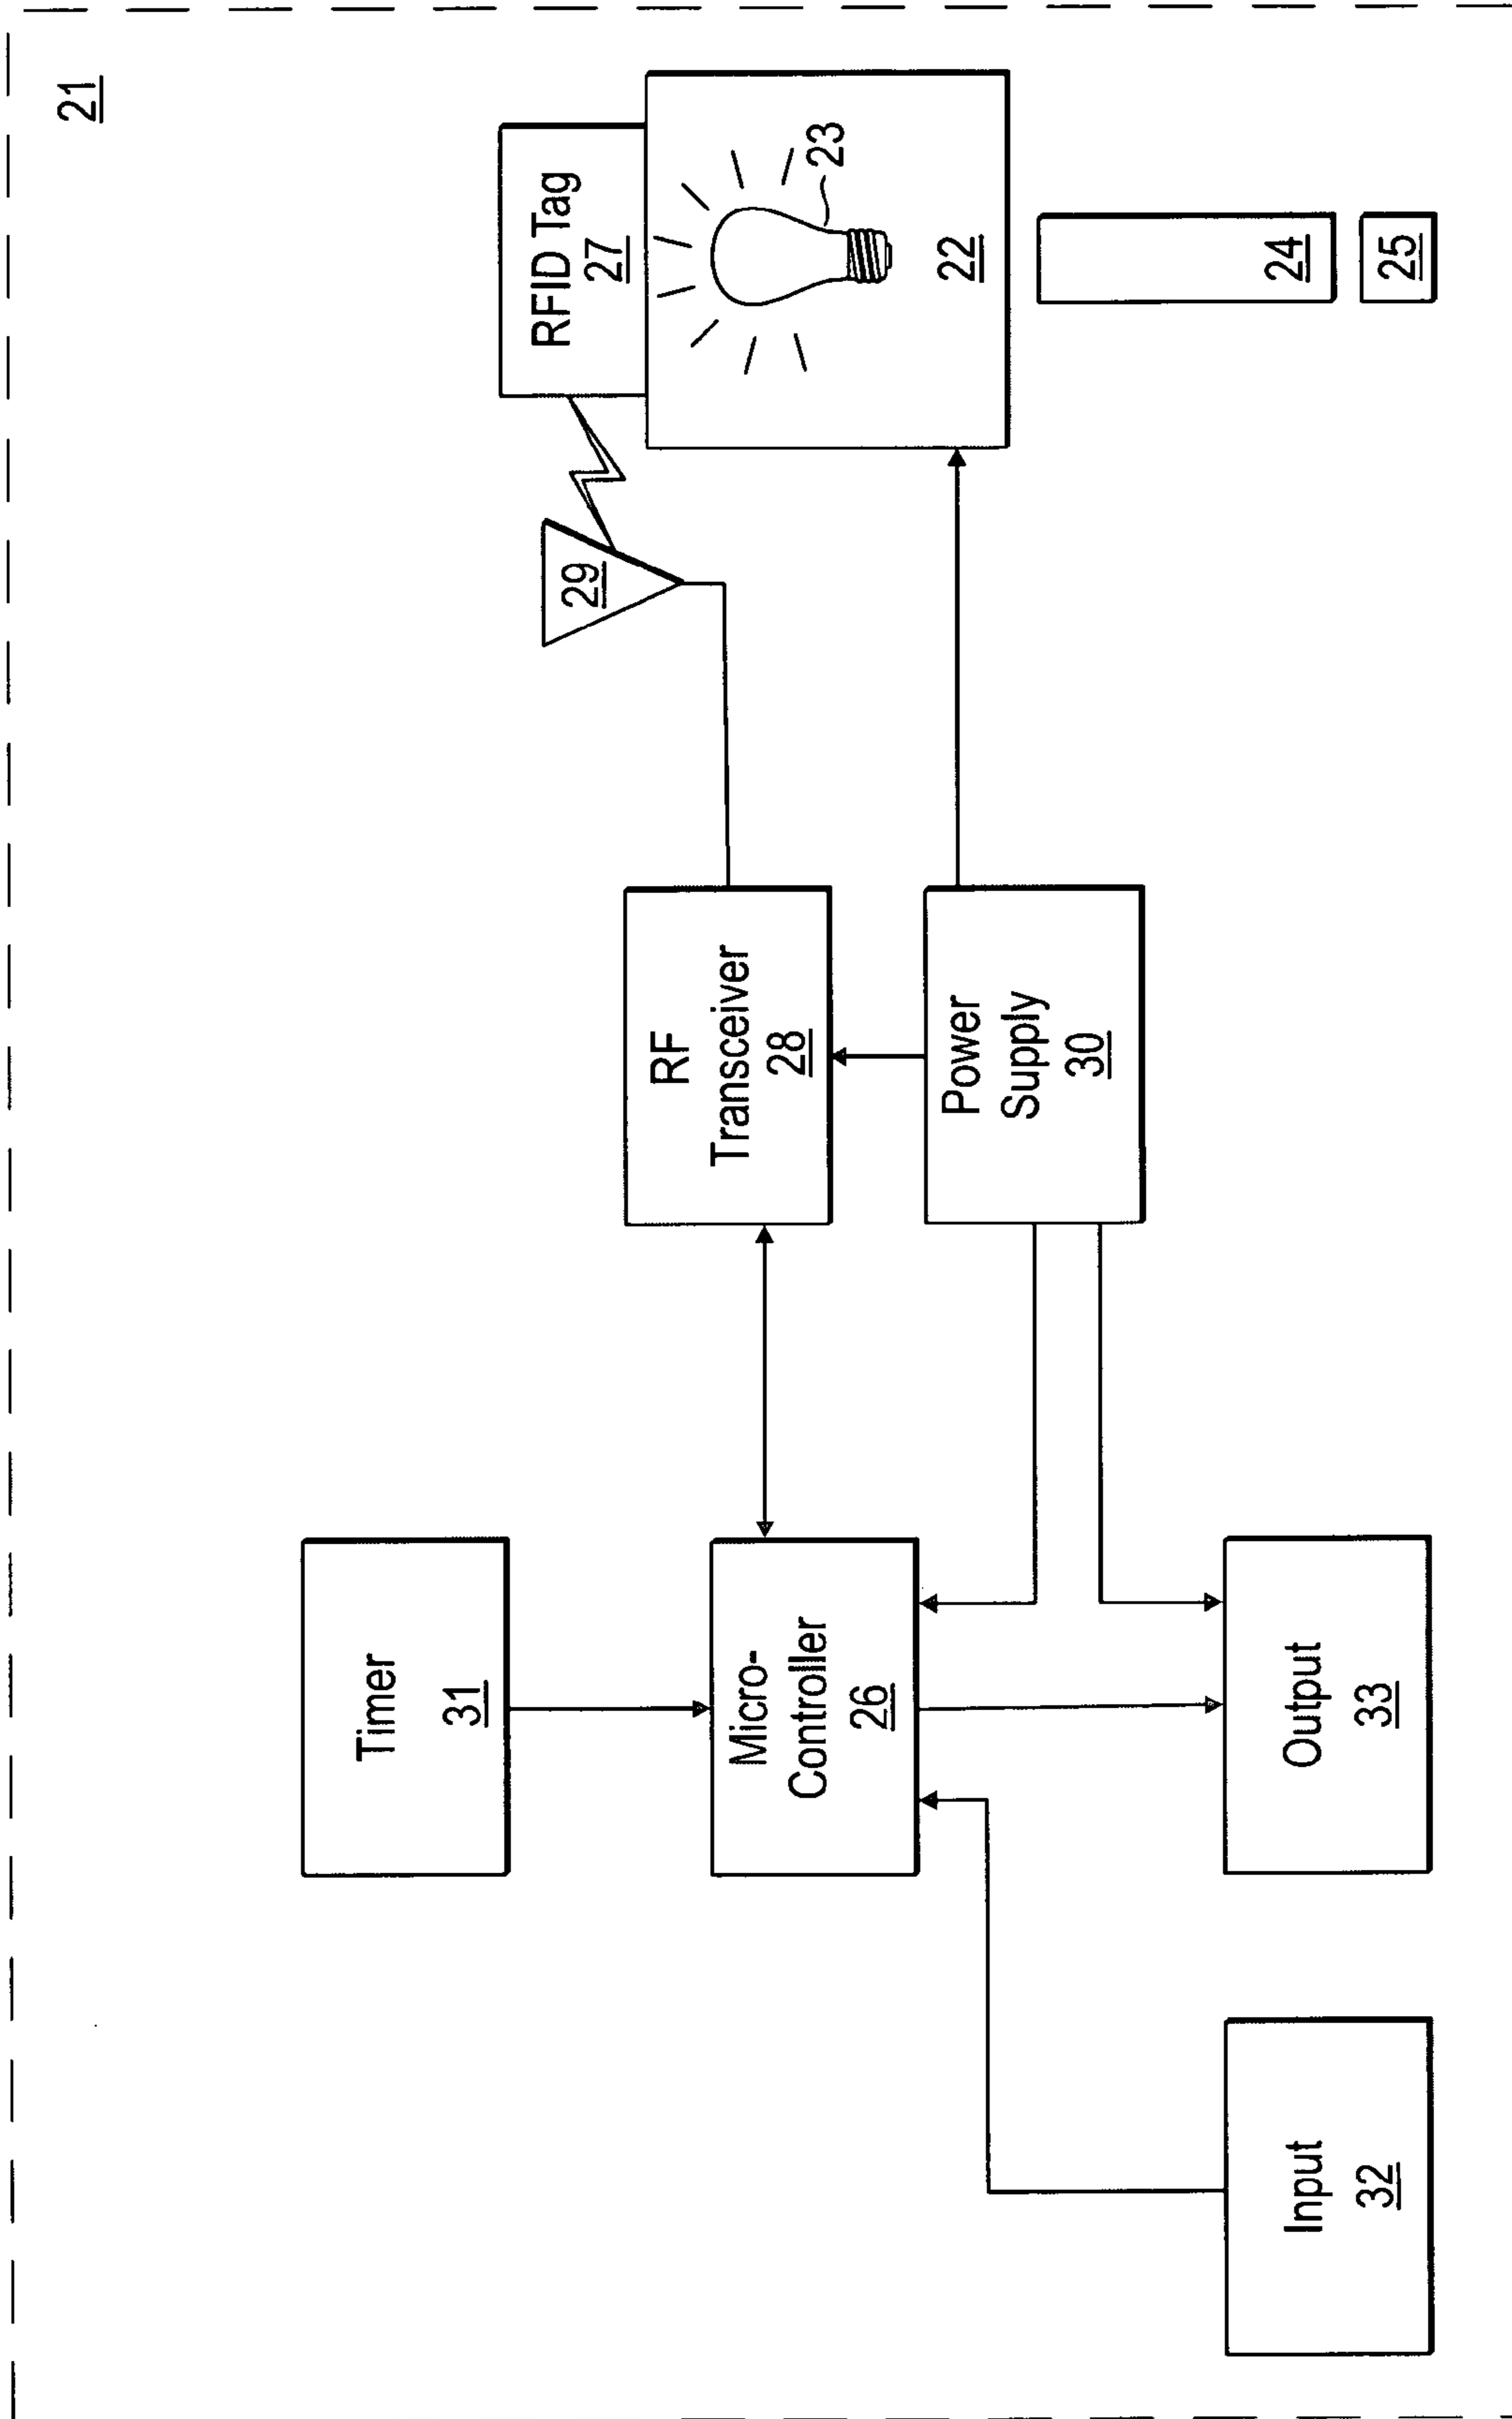 21
Timer
31
RF
Transceiver
28
29
RFID Tag
27
23
22
Micro-
Controller
26
Power
Supply
30
24
25
Input
32
Output
33